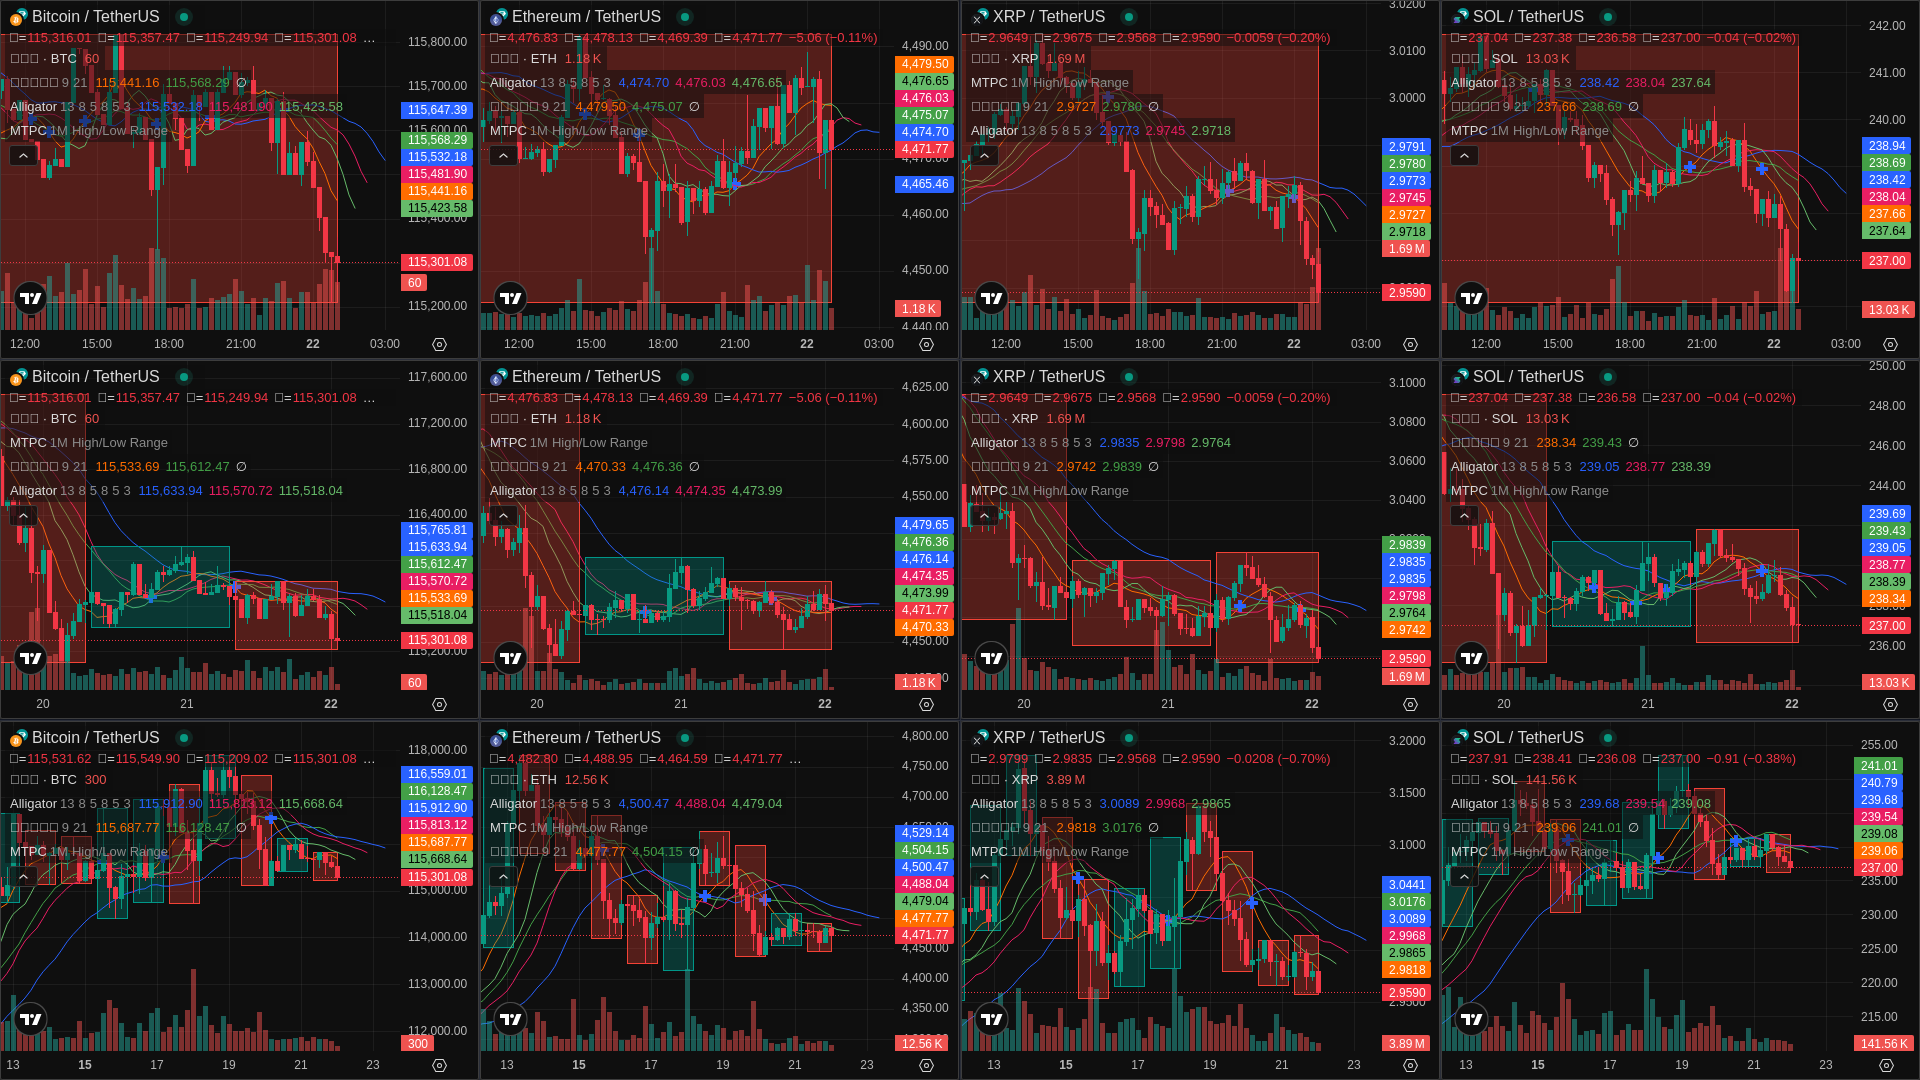 Bitcoin / TetherUS
□=115,316.01 □=115,357.47 □=115,249.94 □=115,301.08 ...
□□□ · BTC 60
□□□□□ 9 21 115,441.16 115,568.29 ∅
Alligator 13 8 5 8 5 3 115,532.18 115,481.90 115,423.58
MTPC 1M High/Low Range
115,800.00
115,700.00
115,647.39
115,600.00
115,568.29
115,532.18
115,481.90
115,441.16
115,423.58
115,400.00
115,301.08
60
115,200.00
12:00 15:00 18:00 21:00 22 03:00
Ethereum / TetherUS
□=4,476.83 □=4,478.13 □=4,469.39 □=4,471.77 −5.06 (−0.11%)
□□□ · ETH 1.18 K
Alligator 13 8 5 8 5 3 4,474.70 4,476.03 4,476.65
□□□□□ 9 21 4,479.50 4,475.07 ∅
MTPC 1M High/Low Range
4,490.00
4,479.50
4,476.65
4,476.03
4,475.07
4,474.70
4,471.77
4,470.00
4,465.46
4,460.00
4,450.00
1.18 K
4,440.00
12:00 15:00 18:00 21:00 22 03:00
XRP / TetherUS
□=2.9649 □=2.9675 □=2.9568 □=2.9590 −0.0059 (−0.20%)
□□□ · XRP 1.69 M
MTPC 1M High/Low Range
□□□□□ 9 21 2.9727 2.9780 ∅
Alligator 13 8 5 8 5 3 2.9773 2.9745 2.9718
3.0200
3.0100
3.0000
2.9791
2.9780
2.9773
2.9745
2.9727
2.9718
1.69 M
2.9590
12:00 15:00 18:00 21:00 22 03:00
SOL / TetherUS
□=237.04 □=237.38 □=236.58 □=237.00 −0.04 (−0.02%)
□□□ · SOL 13.03 K
Alligator 13 8 5 8 5 3 238.42 238.04 237.64
□□□□□ 9 21 237.66 238.69 ∅
MTPC 1M High/Low Range
242.00
241.00
240.00
238.94
238.69
238.42
238.04
237.66
237.64
237.00
13.03 K
12:00 15:00 18:00 21:00 22 03:00
Bitcoin / TetherUS
□=115,316.01 □=115,357.47 □=115,249.94 □=115,301.08 ...
□□□ · BTC 60
MTPC 1M High/Low Range
□□□□□ 9 21 115,533.69 115,612.47 ∅
Alligator 13 8 5 8 5 3 115,633.94 115,570.72 115,518.04
117,600.00
117,200.00
116,800.00
116,400.00
115,765.81
115,633.94
115,612.47
115,570.72
115,533.69
115,518.04
115,301.08
115,200.00
60
20 21 22
Ethereum / TetherUS
□=4,476.83 □=4,478.13 □=4,469.39 □=4,471.77 −5.06 (−0.11%)
□□□ · ETH 1.18 K
MTPC 1M High/Low Range
□□□□□ 9 21 4,470.33 4,476.36 ∅
Alligator 13 8 5 8 5 3 4,476.14 4,474.35 4,473.99
4,625.00
4,600.00
4,575.00
4,550.00
4,479.65
4,476.36
4,476.14
4,474.35
4,473.99
4,471.77
4,470.33
4,450.00
1.18 K
20 21 22
XRP / TetherUS
□=2.9649 □=2.9675 □=2.9568 □=2.9590 −0.0059 (−0.20%)
□□□ · XRP 1.69 M
Alligator 13 8 5 8 5 3 2.9835 2.9798 2.9764
□□□□□ 9 21 2.9742 2.9839 ∅
MTPC 1M High/Low Range
3.1000
3.0800
3.0600
3.0400
2.9839
2.9835
2.9835
2.9798
2.9764
2.9742
2.9590
1.69 M
20 21 22
SOL / TetherUS
□=237.04 □=237.38 □=236.58 □=237.00 −0.04 (−0.02%)
□□□ · SOL 13.03 K
□□□□□ 9 21 238.34 239.43 ∅
Alligator 13 8 5 8 5 3 239.05 238.77 238.39
MTPC 1M High/Low Range
250.00
248.00
246.00
244.00
239.69
239.43
239.05
238.77
238.39
238.34
237.00
236.00
13.03 K
20 21 22
Bitcoin / TetherUS
□=115,531.62 □=115,549.90 □=115,209.02 □=115,301.08 ...
□□□ · BTC 300
Alligator 13 8 5 8 5 3 115,912.90 115,813.12 115,668.64
□□□□□ 9 21 115,687.77 116,128.47 ∅
MTPC 1M High/Low Range
118,000.00
116,559.01
116,128.47
115,912.90
115,813.12
115,687.77
115,668.64
115,301.08
115,000.00
114,000.00
113,000.00
112,000.00
300
13 15 17 19 21 23
Ethereum / TetherUS
□=4,482.80 □=4,488.95 □=4,464.59 □=4,471.77 ...
□□□ · ETH 12.56 K
Alligator 13 8 5 8 5 3 4,500.47 4,488.04 4,479.04
MTPC 1M High/Low Range
□□□□□ 9 21 4,477.77 4,504.15 ∅
4,800.00
4,750.00
4,700.00
4,650.00
4,529.14
4,504.15
4,500.47
4,488.04
4,479.04
4,477.77
4,471.77
4,450.00
4,400.00
4,350.00
12.56 K
13 15 17 19 21 23
XRP / TetherUS
□=2.9799 □=2.9835 □=2.9568 □=2.9590 −0.0208 (−0.70%)
□□□ · XRP 3.89 M
Alligator 13 8 5 8 5 3 3.0089 2.9968 2.9865
□□□□□ 9 21 2.9818 3.0176 ∅
MTPC 1M High/Low Range
3.2000
3.1500
3.1000
3.0441
3.0176
3.0089
2.9968
2.9865
2.9818
2.9590
2.9500
3.89 M
13 15 17 19 21 23
SOL / TetherUS
□=237.91 □=238.41 □=236.08 □=237.00 −0.91 (−0.38%)
□□□ · SOL 141.56 K
Alligator 13 8 5 8 5 3 239.68 239.54 239.08
□□□□□ 9 21 239.06 241.01 ∅
MTPC 1M High/Low Range
255.00
241.01
240.79
239.68
239.54
239.08
239.06
237.00
235.00
230.00
225.00
220.00
215.00
141.56 K
13 15 17 19 21 23